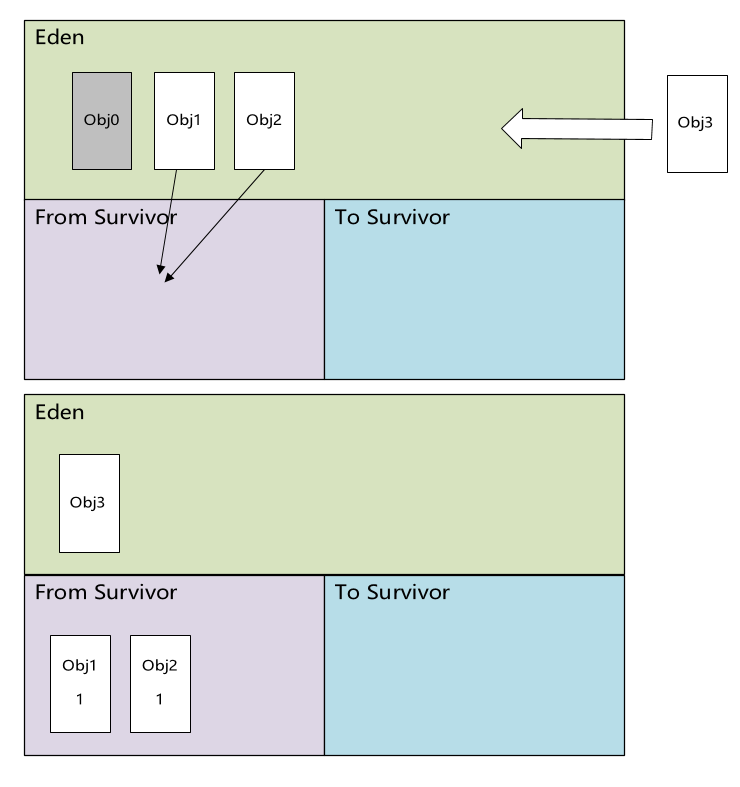 Eden
Obj0
Obj1
Obj2
Obj3
From Survivor
To Survivor
Eden
Obj3
From Survivor
To Survivor
Obj1
1
Obj2
1